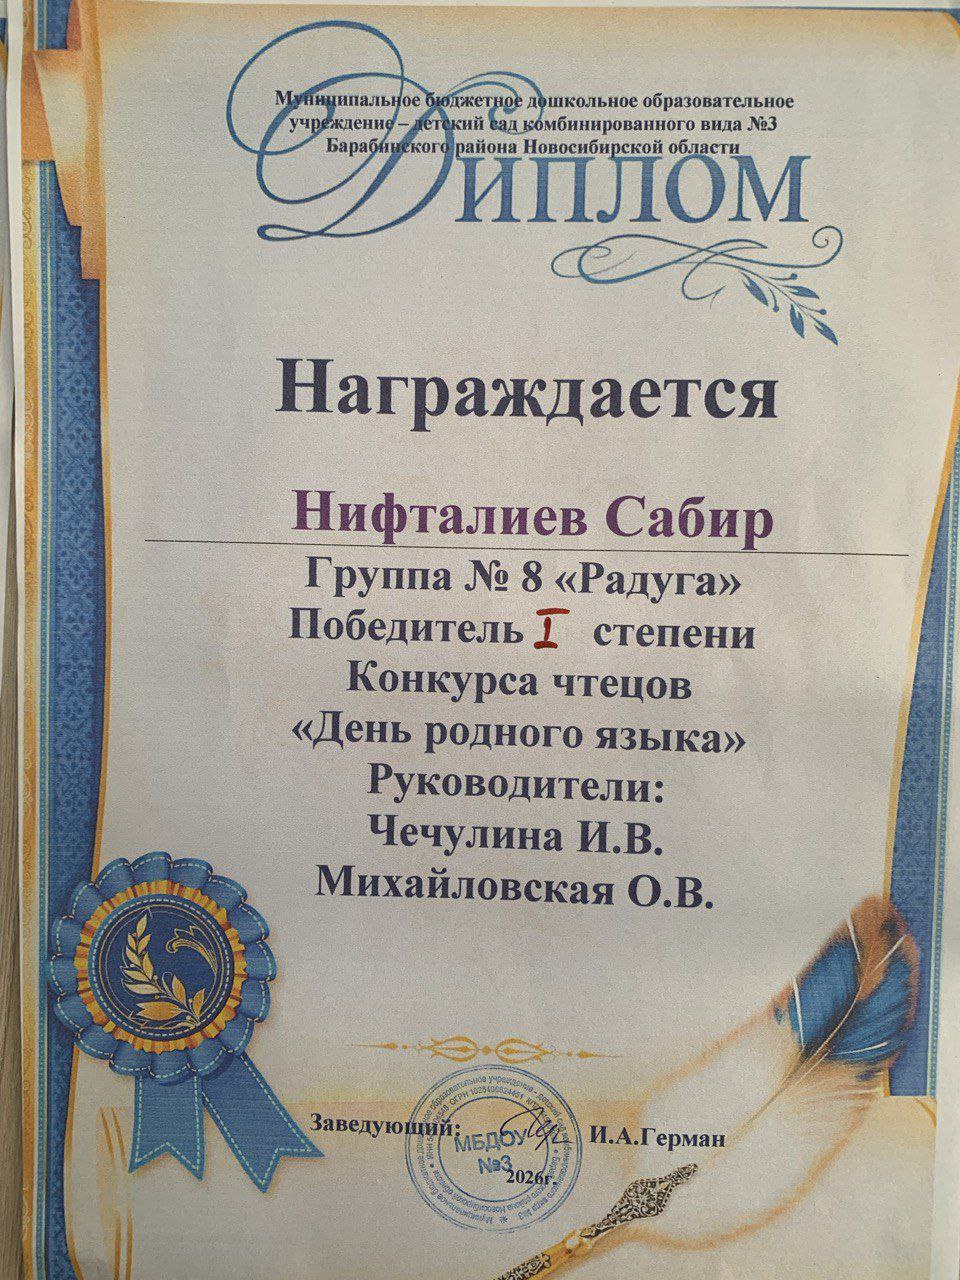 Муниципальное бюджетное дошкольное образовательное
учреждение – детский сад комбинированного вида №3
Барабинского района Новосибирской области
Диплом
Награждается
Нифталиев Сабир
Группа № 8 «Радуга»
Победитель I степени
Конкурса чтецов
«День родного языка»
Руководители:
Чечулина И.В.
Михайловская О.В.
Заведующий: И.А.Герман
МБДОУ
№3
2026г.